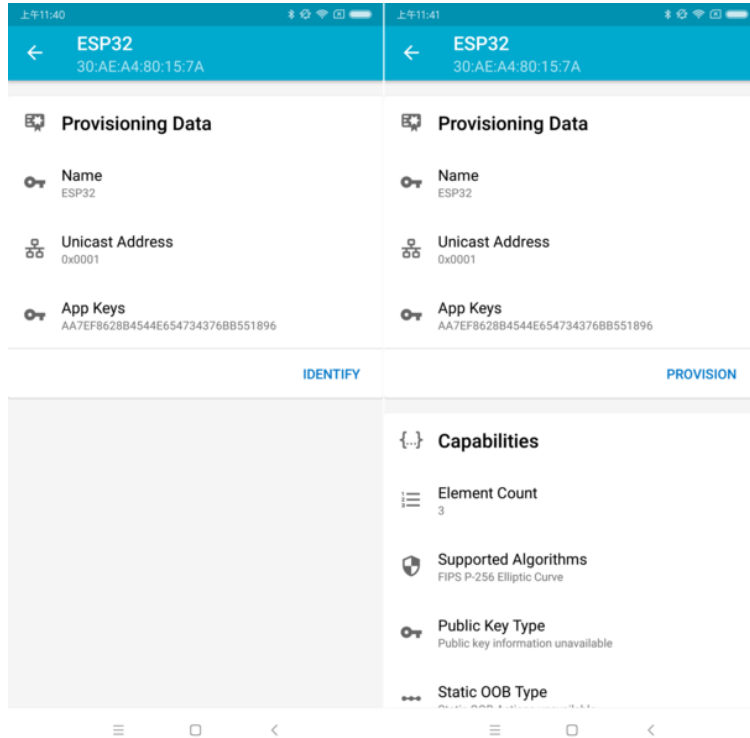 上午11:40
ESP32
30:AE:A4:80:15:7A
Provisioning Data
Name
ESP32
Unicast Address
0x0001
App Keys
AA7EF8628B4544E654734376BB551896
IDENTIFY
上午11:41
ESP32
30:AE:A4:80:15:7A
Provisioning Data
Name
ESP32
Unicast Address
0x0001
App Keys
AA7EF8628B4544E654734376BB551896
PROVISION
{...} Capabilities
Element Count
3
Supported Algorithms
FIPS P-256 Elliptic Curve
Public Key Type
Public key information unavailable
Static OOB Type